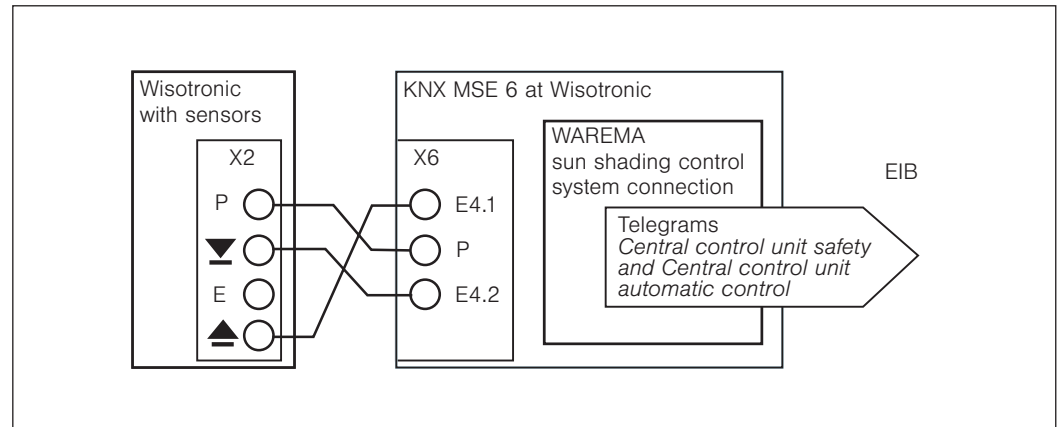 Wisotronic
with sensors
X2
P
E
KNX MSE 6 at Wisotronic
X6
E4.1
P
E4.2
WAREMA
sun shading control
system connection
Telegrams
Central control unit safety
and Central control unit
automatic control
EIB